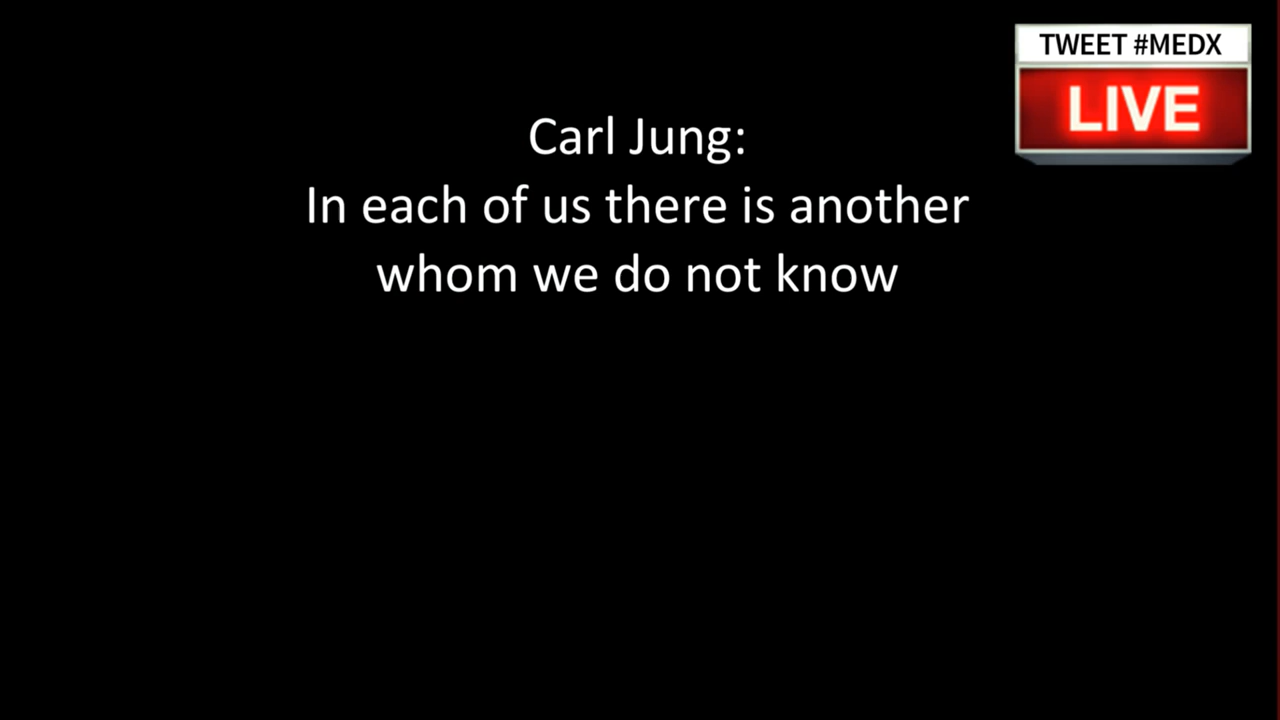 TWEET #MEDX
LIVE
Carl Jung:
In each of us there is another
whom we do not know